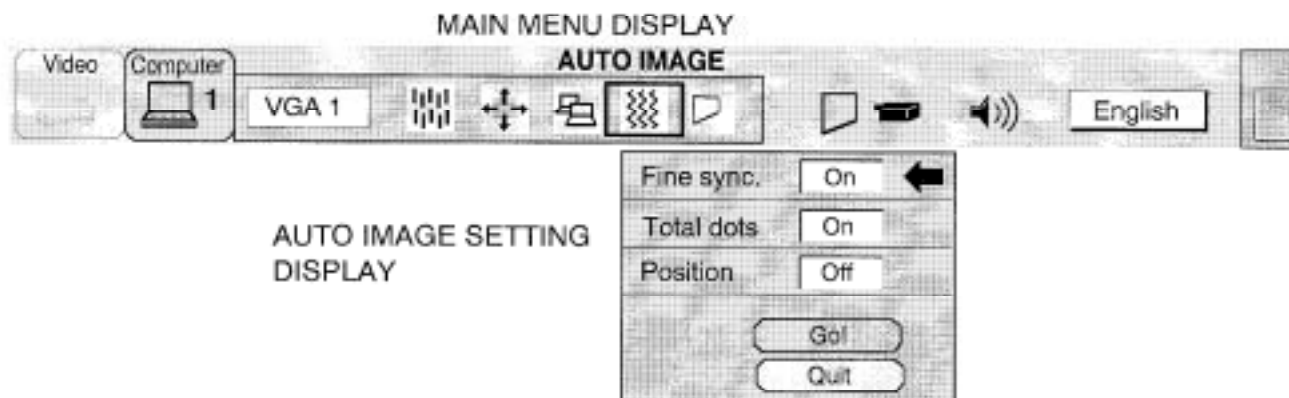 MAIN MENU DISPLAY
Video
Computer
AUTO IMAGE
1
VGA 1
English
Fine sync. On
Total dots On
Position Off
AUTO IMAGE SETTING
DISPLAY
Go!
Quit